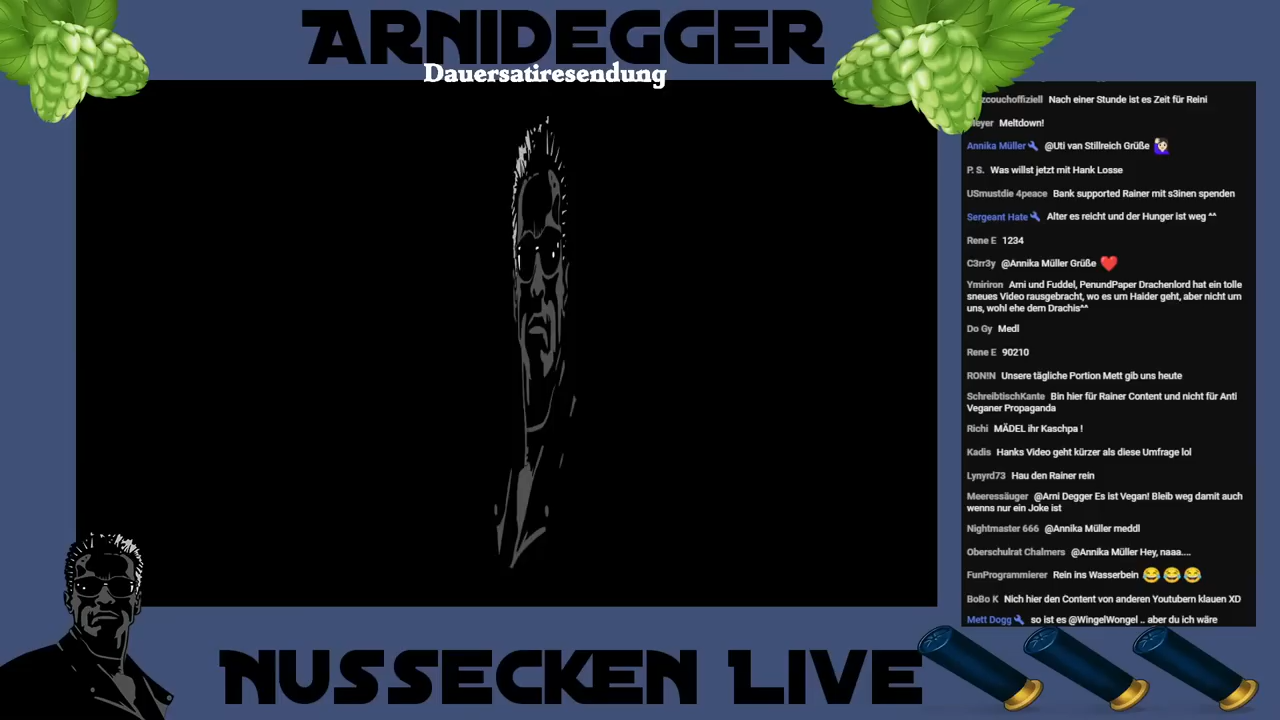 ARNIDEGGER
Dauersatiresendung
Nach einer Stunde ist es Zeit für Reini
Meltdown!
Annika Müller @Uti van Stillreich Grüße
P. S. Was willst jetzt mit Hank Losse
USmustdie 4peace Bank supported Rainer mit s3inen spenden
Sergeant Hate Alter es reicht und der Hunger ist weg ^^
Rene E 1234
C3rr3y @Annika Müller Grüße ❤️
Ymiriron Arni und Fuddel, PenundPaper Drachenlord hat ein tolle
sneues Video rausgebracht, wo es um Haider geht, aber nicht um
uns, wohl ehe dem Drachis^^
Do Gy Medl
Rene E 90210
RON!N Unsere tägliche Portion Mett gib uns heute
SchreibtischKante Bin hier für Rainer Content und nicht für Anti
Veganer Propaganda
Richi MÄDEL ihr Kaschpa !
Kadis Hanks Video geht kürzer als diese Umfrage lol
Lynyrd73 Hau den Rainer rein
Meeressäuger @Arni Degger Es ist Vegan! Bleib weg damit auch
wenns nur ein Joke ist
Nightmaster 666 @Annika Müller meddl
Oberschulrat Chalmers @Annika Müller Hey, naaa....
FunProgrammierer Rein ins Wasserbein 😂 😂 😂
BoBo K Nich hier den Content von anderen Youtubern klauen XD
Mett Dogg so ist es @WingelWongel .. aber du ich wäre
NUSSECKEN LIVE